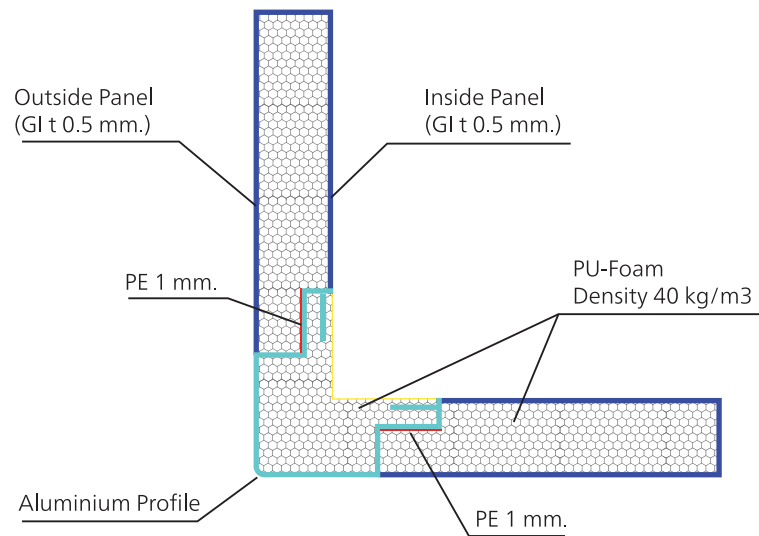 Outside Panel
(GI t 0.5 mm.)
Inside Panel
(GI t 0.5 mm.)
PE 1 mm.
PU-Foam
Density 40 kg/m3
Aluminium Profile
PE 1 mm.